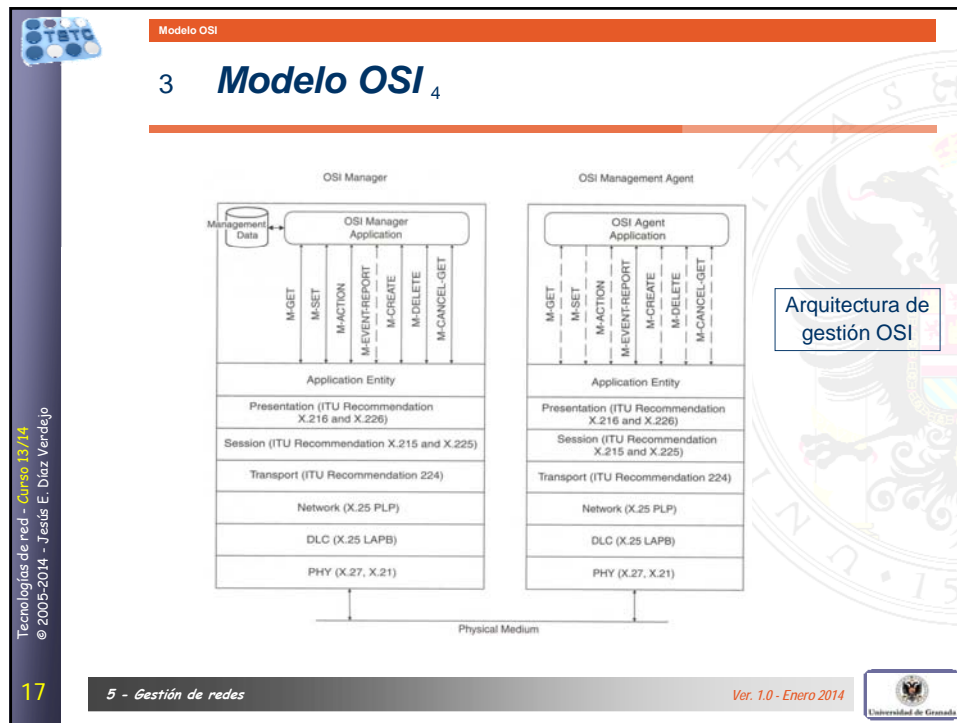 TSTC
Modelo OSI
3 Modelo OSI 4
OSI Manager
Management
Data
OSI Manager
Application
M-GET
M-SET
M-ACTION
M-EVENT-REPORT
M-CREATE
M-DELETE
M-CANCEL-GET
Application Entity
Presentation (ITU Recommendation
X.216 and X.226)
Session (ITU Recommendation X.215 and X.225)
Transport (ITU Recommendation 224)
Network (X.25 PLP)
DLC (X.25 LAPB)
PHY (X.27, X.21)
OSI Management Agent
OSI Agent
Application
M-GET
M-SET
M-ACTION
M-EVENT-REPORT
M-CREATE
M-DELETE
M-CANCEL-GET
Application Entity
Presentation (ITU Recommendation
X.216 and X.226)
Session (ITU Recommendation
X.215 and X.225)
Transport (ITU Recommendation 224)
Network (X.25 PLP)
DLC (X.25 LAPB)
PHY (X.27, X.21)
Physical Medium
Arquitectura de
gestión OSI
Tecnologías de red - Curso 13/14
© 2005-2014 - Jesús E. Díaz Verdejo
17
5 - Gestión de redes
Ver. 1.0 - Enero 2014
Universidad de Granada